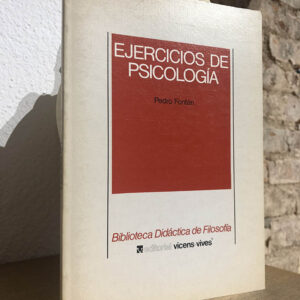 EJERCICIOS DE
PSICOLOGÍA
Pedro Fontán
Biblioteca Didáctica de Filosofía
editorial vicens vives